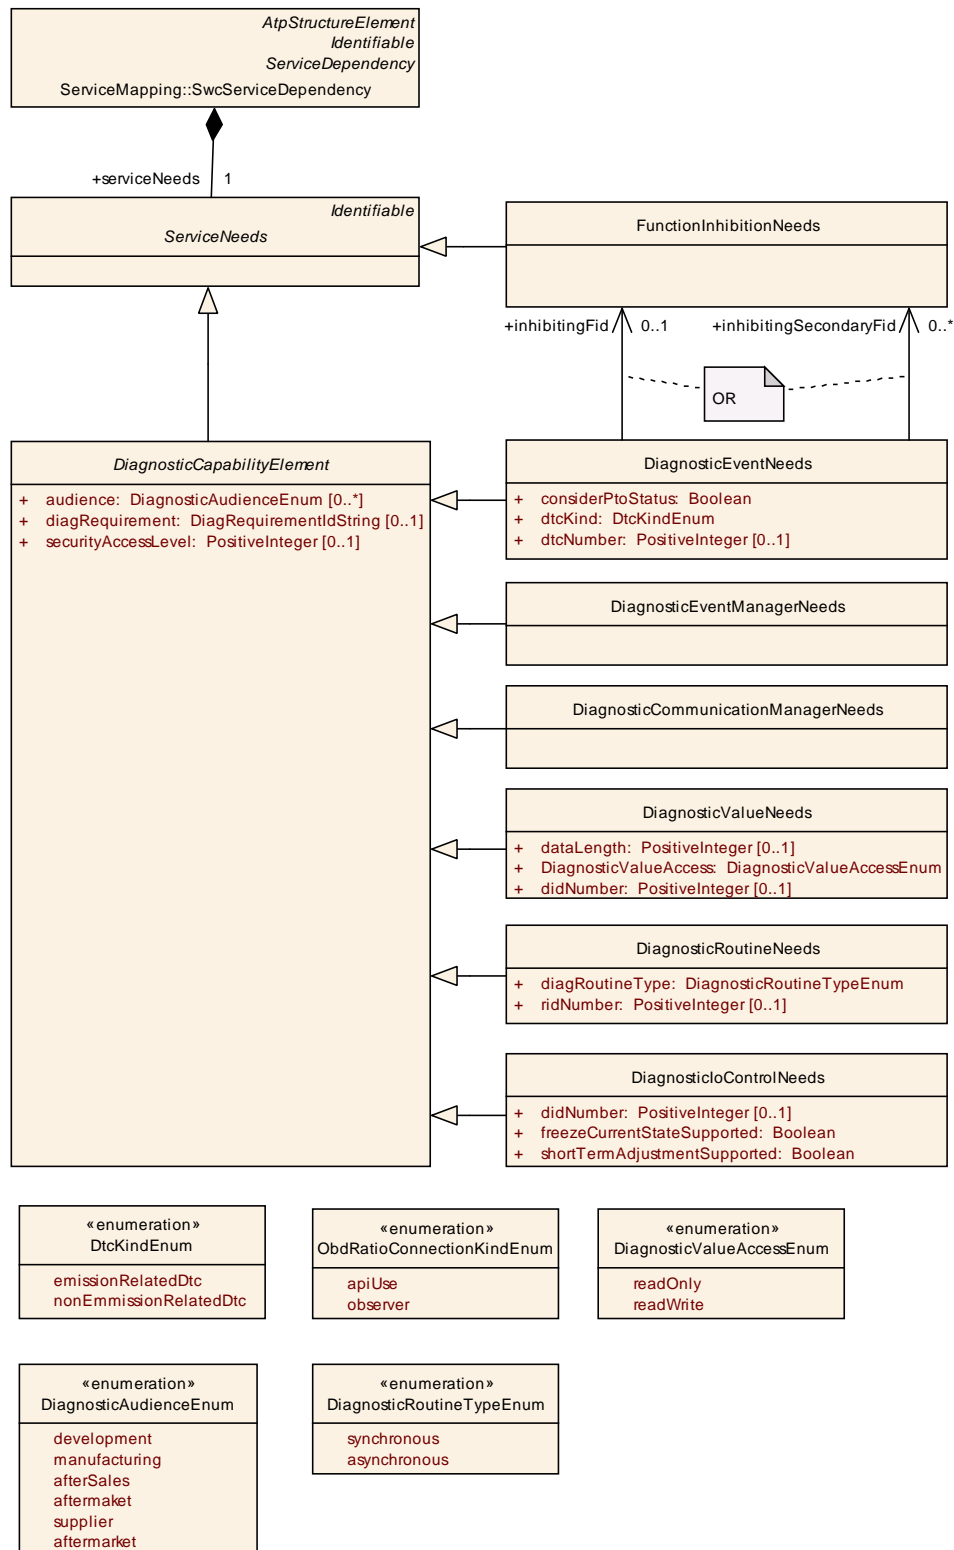 AtpStructureElement
Identifiable
ServiceDependency
ServiceMapping::SwcServiceDependency
+serviceNeeds 1
Identifiable
ServiceNeeds
FunctionInhibitionNeeds
+inhibitingFid 0..1 +inhibitingSecondaryFid 0..*
OR
DiagnosticCapabilityElement
+ audience: DiagnosticAudienceEnum [0..*]
+ diagRequirement: DiagRequirementIdString [0..1]
+ securityAccessLevel: PositiveInteger [0..1]
DiagnosticEventNeeds
+ considerPtoStatus: Boolean
+ dtcKind: DtcKindEnum
+ dtcNumber: PositiveInteger [0..1]
DiagnosticEventManagerNeeds
DiagnosticCommunicationManagerNeeds
DiagnosticValueNeeds
+ dataLength: PositiveInteger [0..1]
+ DiagnosticValueAccess: DiagnosticValueAccessEnum
+ didNumber: PositiveInteger [0..1]
DiagnosticRoutineNeeds
+ diagRoutineType: DiagnosticRoutineTypeEnum
+ ridNumber: PositiveInteger [0..1]
DiagnosticIoControlNeeds
+ didNumber: PositiveInteger [0..1]
+ freezeCurrentStateSupported: Boolean
+ shortTermAdjustmentSupported: Boolean
«enumeration»
DtcKindEnum
emissionRelatedDtc
nonEmmissionRelatedDtc
«enumeration»
ObdRatioConnectionKindEnum
apiUse
observer
«enumeration»
DiagnosticValueAccessEnum
readOnly
readWrite
«enumeration»
DiagnosticAudienceEnum
development
manufacturing
afterSales
aftermaket
supplier
aftermarket
«enumeration»
DiagnosticRoutineTypeEnum
synchronous
asynchronous